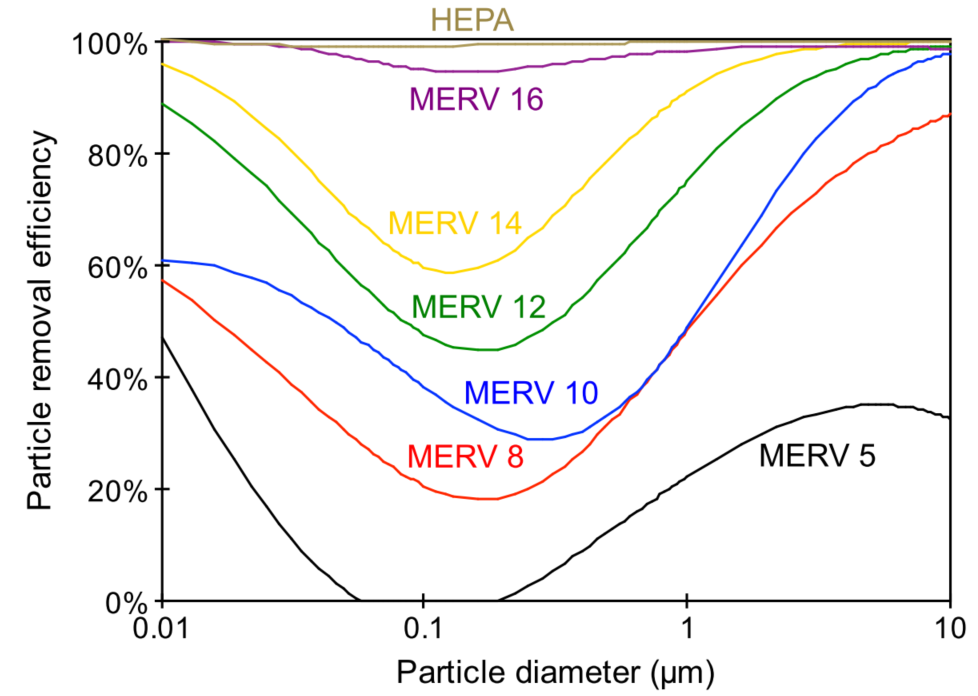 HEPA
100%
MERV 16
80%
MERV 14
60%
MERV 12
40%
MERV 10
MERV 8
MERV 5
20%
0%
0.01
0.1
1
10
Particle diameter (µm)
Particle removal efficiency